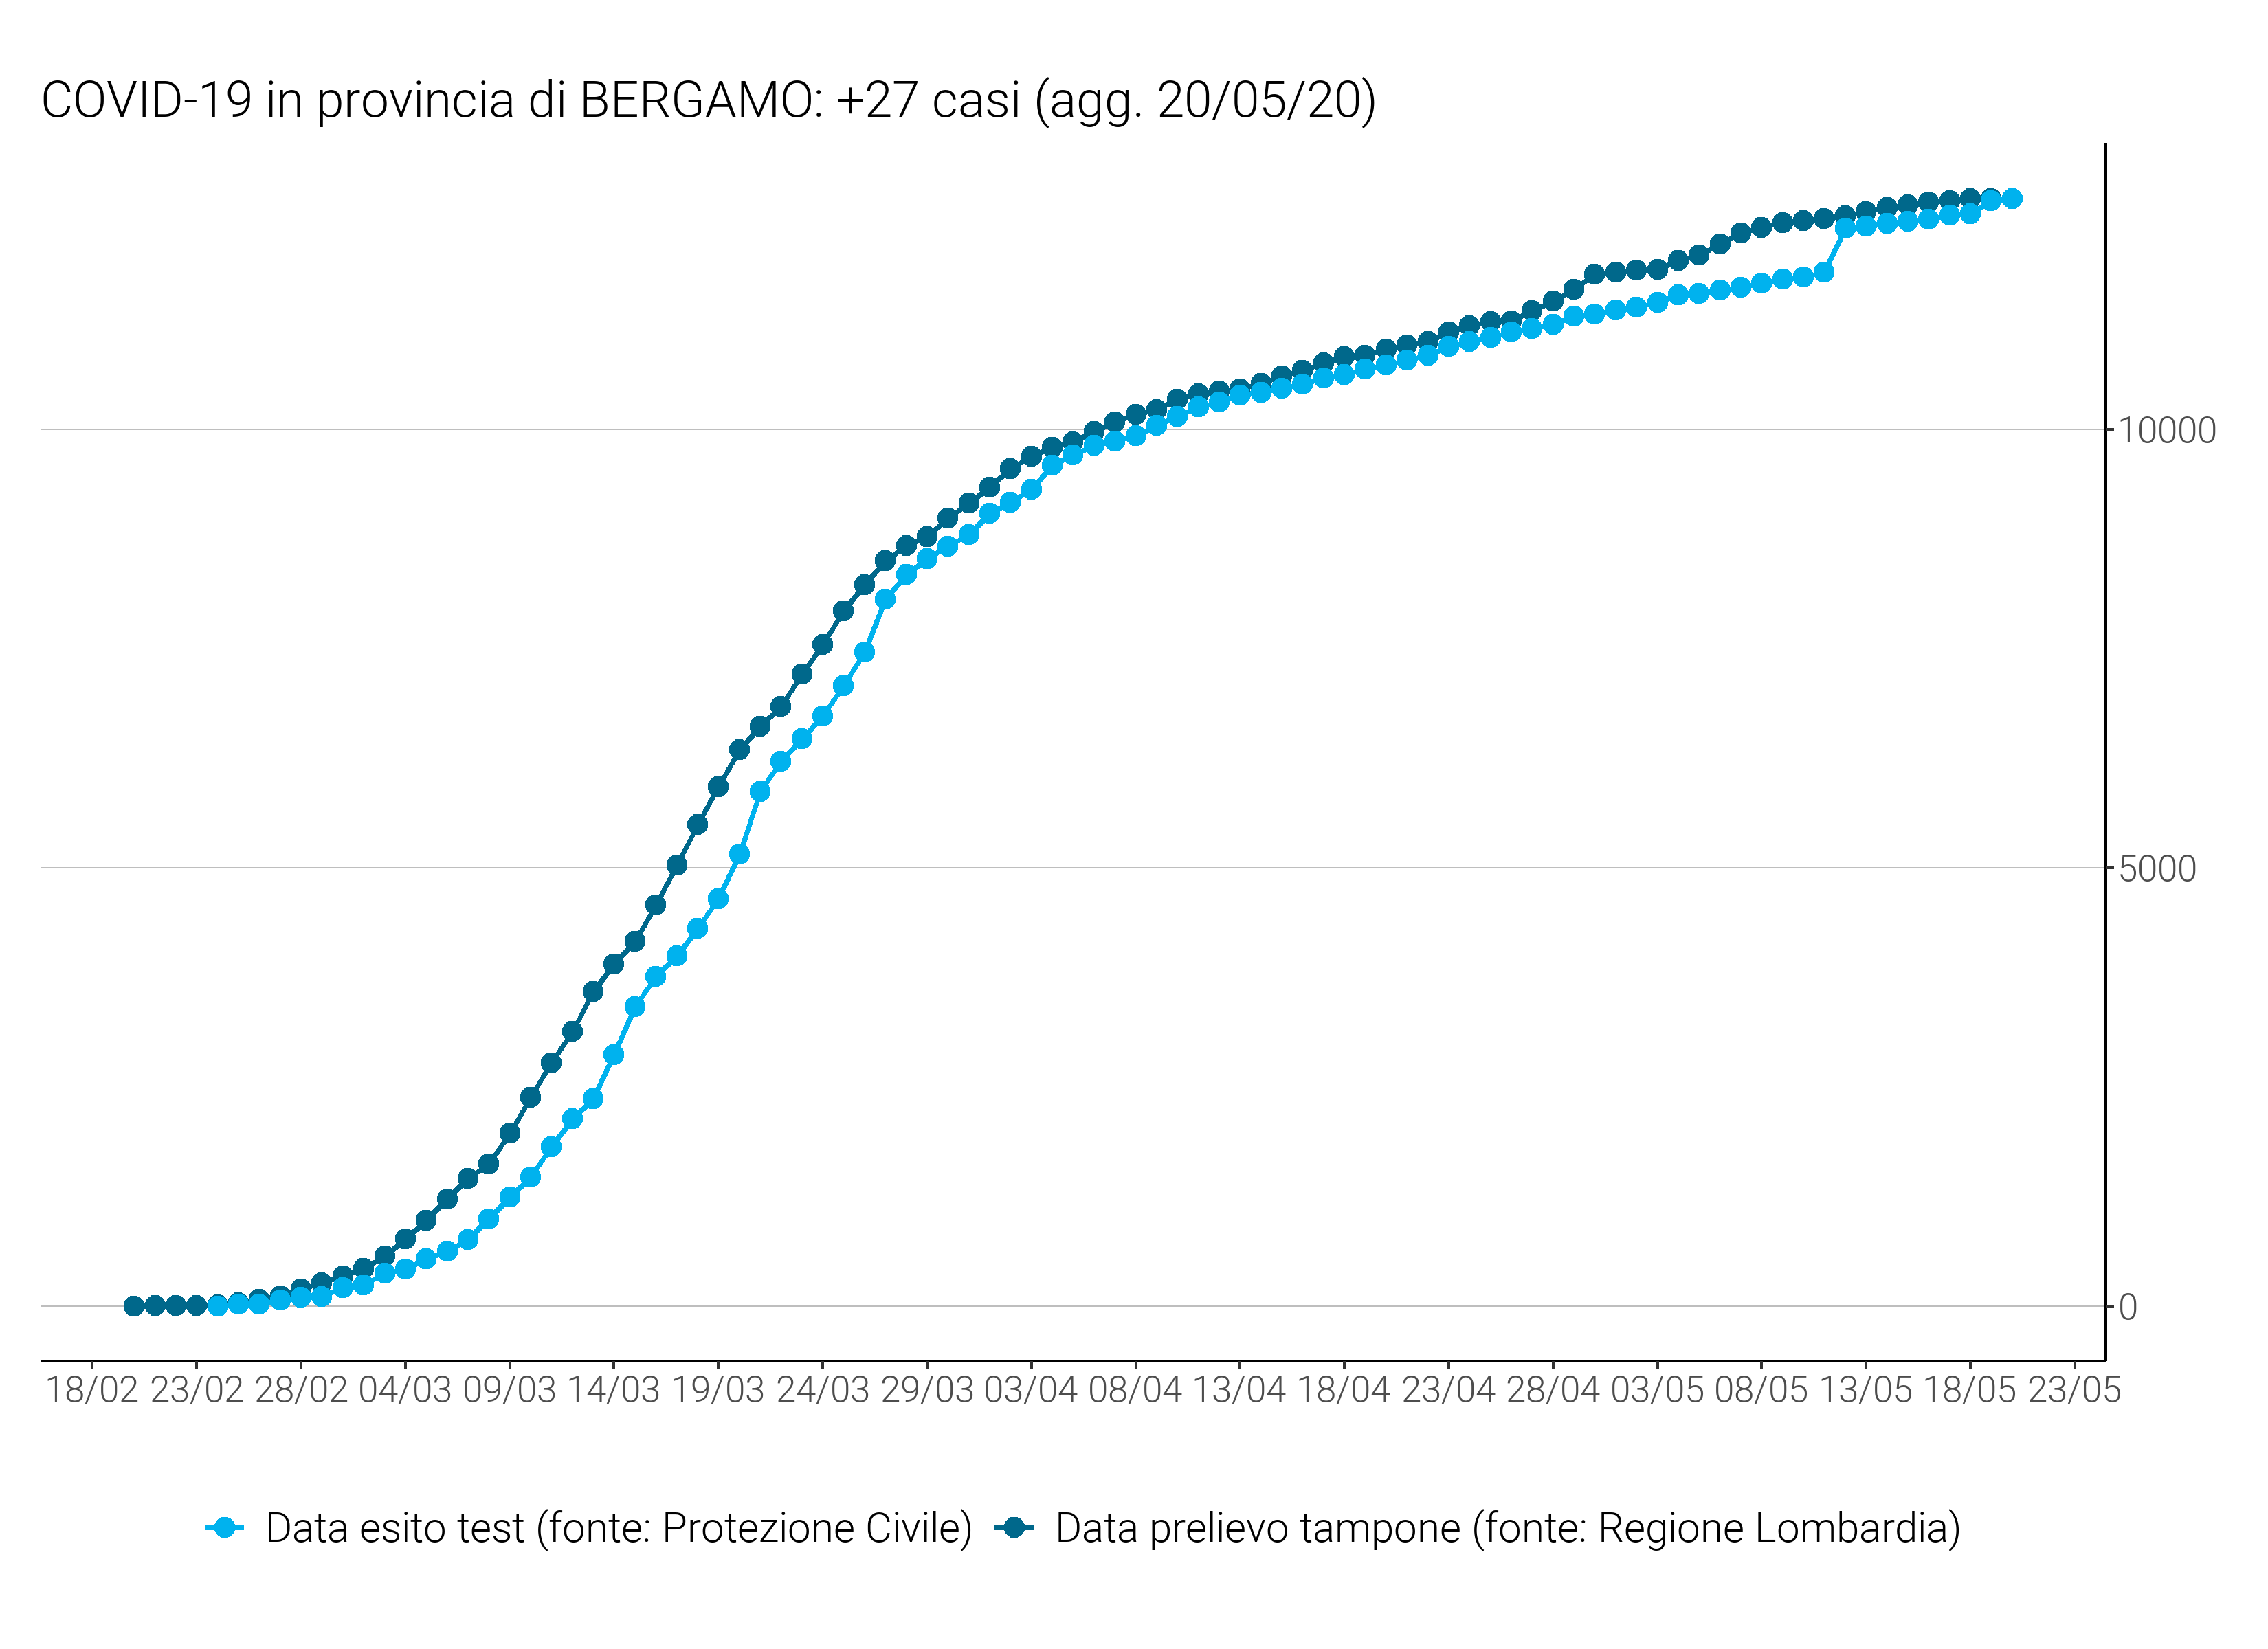 COVID-19 in provincia di BERGAMO: +27 casi (agg. 20/05/20)
10000
5000
0
18/02 23/02 28/02 04/03 09/03 14/03 19/03 24/03 29/03 03/04 08/04 13/04 18/04 23/04 28/04 03/05 08/05 13/05 18/05 23/05
Data esito test (fonte: Protezione Civile) Data prelievo tampone (fonte: Regione Lombardia)